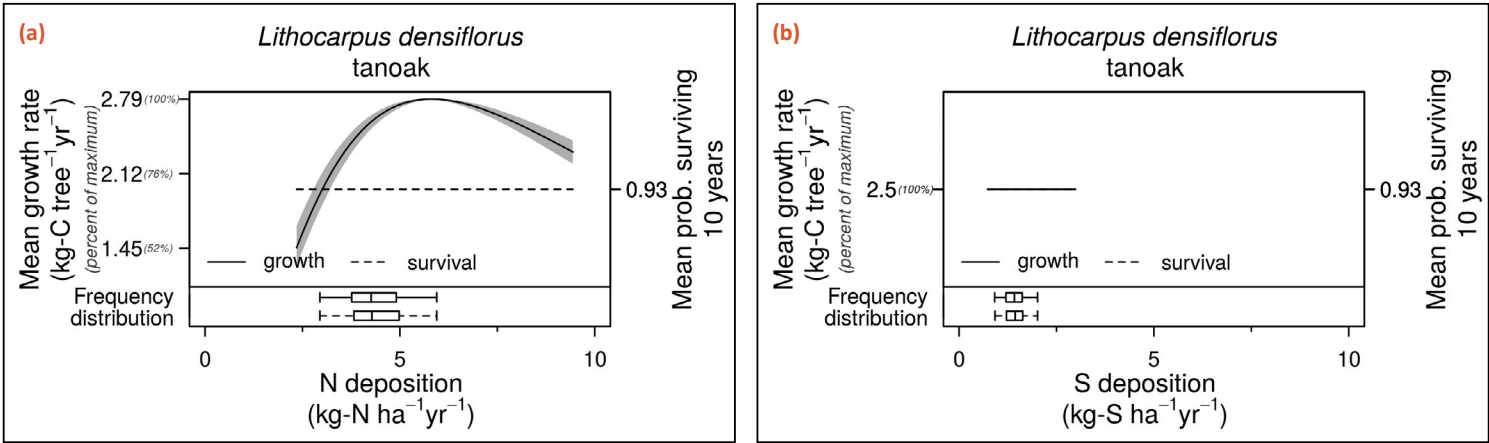 (a)
Lithocarpus densiflorus
tanoak
Mean growth rate
(kg-C tree⁻¹yr⁻¹)
(percent of maximum)
2.79 (100%)
2.12 (76%)
1.45 (52%)
growth
survival
0.93
Mean prob. surviving
10 years
Frequency
distribution
0
5
10
N deposition
(kg-N ha⁻¹yr⁻¹)
(b)
Lithocarpus densiflorus
tanoak
Mean growth rate
(kg-C tree⁻¹yr⁻¹)
(percent of maximum)
2.5 (100%)
growth
survival
0.93
Mean prob. surviving
10 years
Frequency
distribution
0
5
10
S deposition
(kg-S ha⁻¹yr⁻¹)